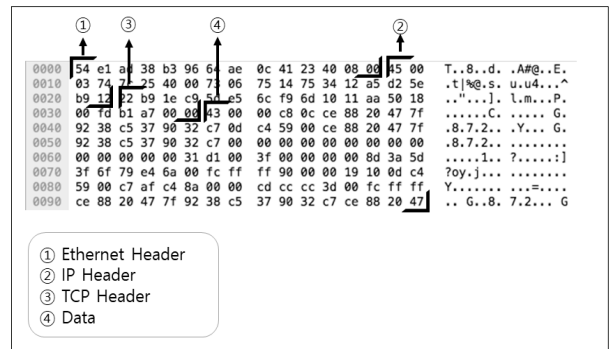 ① ③ ④ ②
0000 54 e1 ad 38 b3 96 64 ae 0c 41 23 40 08 00 45 00 T..8..d. .A#@..E.
0010 03 74 7c 25 40 00 73 06 75 14 75 34 12 a5 d2 5e .t|%@.s. u.u4...^
0020 b9 12 22 b9 1e c9 5d e5 6c f9 6d 10 11 aa 50 18 .."...]. l.m...P.
0030 00 fd b1 a7 00 00 43 00 00 c8 0c ce 88 20 47 7f ......C. ..... G.
0040 92 38 c5 37 90 32 c7 0d c4 59 00 ce 88 20 47 7f .8.7.2.. .Y... G.
0050 92 38 c5 37 90 32 c7 00 00 00 00 00 00 00 00 00 .8.7.2.. ........
0060 00 00 00 00 00 31 d1 00 3f 00 00 00 00 8d 3a 5d .....1.. ?.....:]
0070 3f 6f 79 e4 6a 00 fc ff ff 90 00 00 19 10 0d c4 ?oy.j... ........
0080 59 00 c7 af c4 8a 00 00 cd cc cc 3d 00 fc ff ff Y....... ...=....
0090 ce 88 20 47 7f 92 38 c5 37 90 32 c7 ce 88 20 47 .. G..8. 7.2... G
① Ethernet Header
② IP Header
③ TCP Header
④ Data